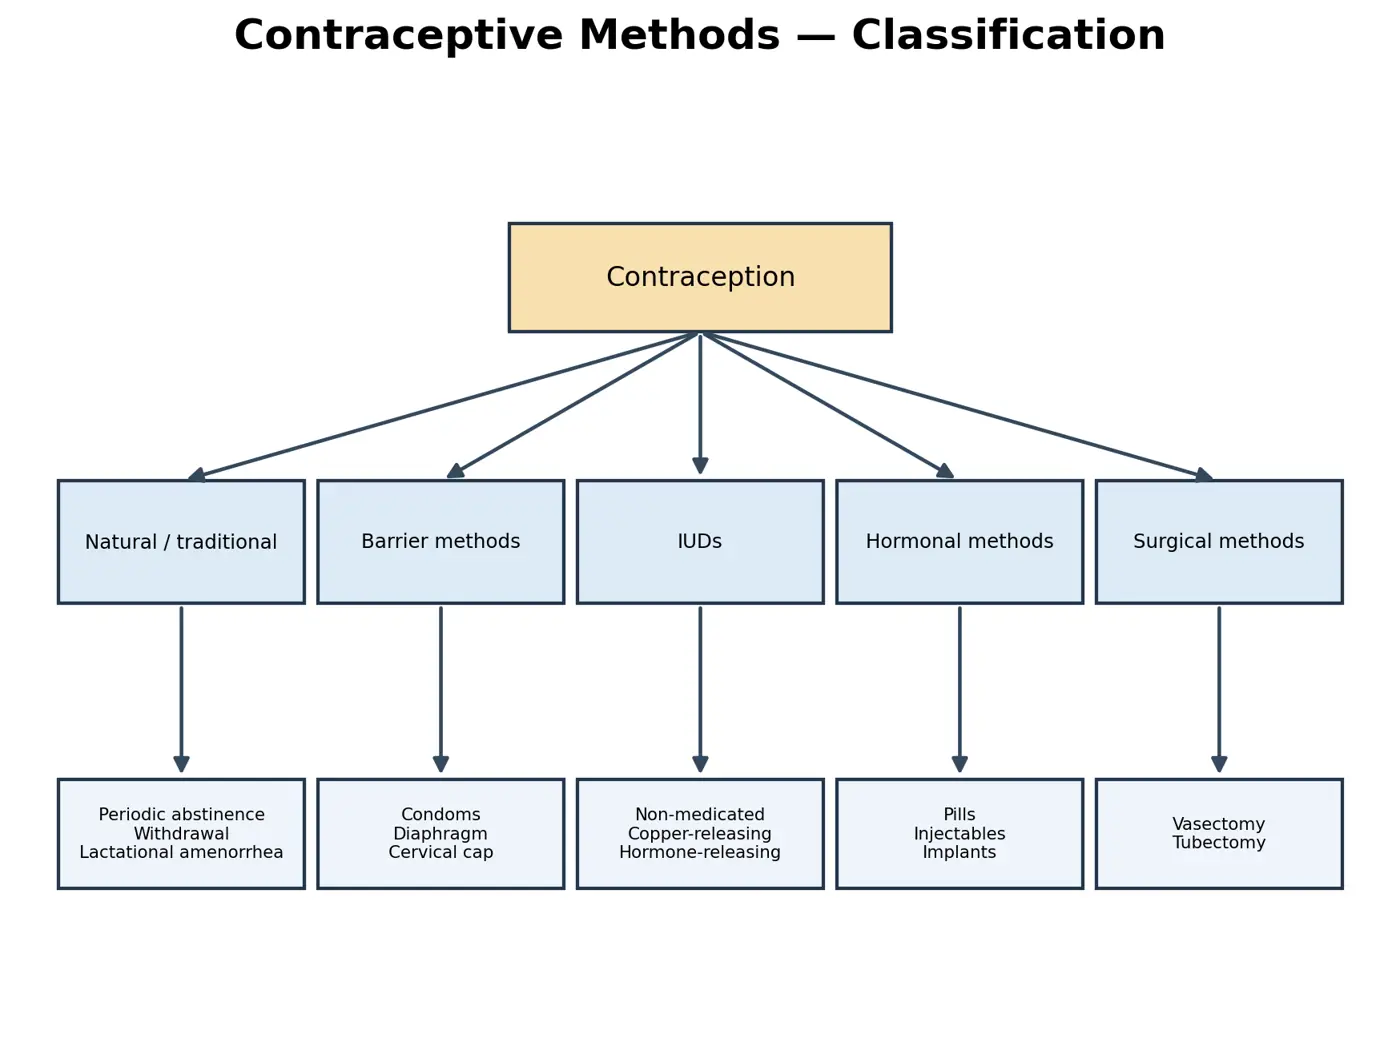 Contraceptive Methods — Classification
Contraception
Natural / traditional
Barrier methods
IUDs
Hormonal methods
Surgical methods
Periodic abstinence
Withdrawal
Lactational amenorrhea
Condoms
Diaphragm
Cervical cap
Non-medicated
Copper-releasing
Hormone-releasing
Pills
Injectables
Implants
Vasectomy
Tubectomy